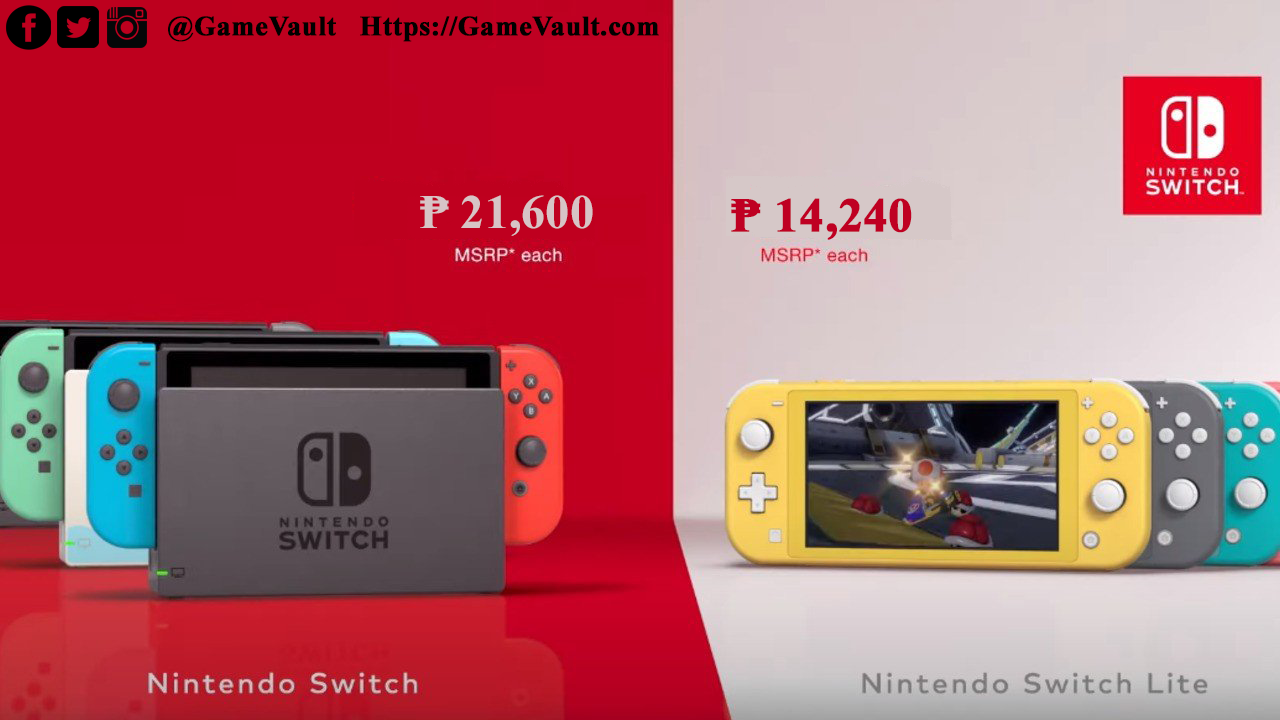 @GameVault Https://GameVault.com
NINTENDO
SWITCH™
₱ 21,600
MSRP* each
₱ 14,240
MSRP* each
X
Y A
B
NINTENDO
SWITCH
Nintendo Switch
Nintendo Switch Lite